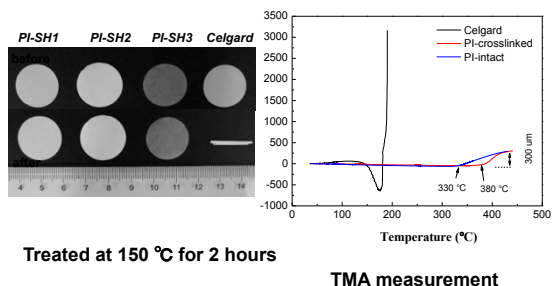 PI-SH1 PI-SH2 PI-SH3 Celgard
before
after
4 5 6 7 8 9 10 11 12 13 14
Treated at 150 ℃ for 2 hours
3500
3000
2500
2000
1500
1000
500
0
-500
-1000
Celgard
PI-crosslinked
PI-intact
330 ℃
380 ℃
300 um
0 100 200 300 400 500
Temperature (℃)
TMA measurement